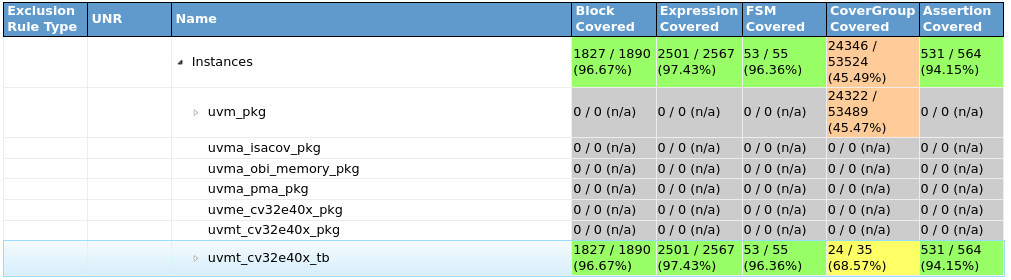 Exclusion Rule Type UNR Name Block Covered Expression Covered FSM Covered CoverGroup Covered Assertion Covered
Instances 1827 / 1890 (96.67%) 2501 / 2567 (97.43%) 53 / 55 (96.36%) 24346 / 53524 (45.49%) 531 / 564 (94.15%)
uvm_pkg 0 / 0 (n/a) 0 / 0 (n/a) 0 / 0 (n/a) 24322 / 53489 (45.47%) 0 / 0 (n/a)
uvma_isacov_pkg 0 / 0 (n/a) 0 / 0 (n/a) 0 / 0 (n/a) 0 / 0 (n/a) 0 / 0 (n/a)
uvma_obi_memory_pkg 0 / 0 (n/a) 0 / 0 (n/a) 0 / 0 (n/a) 0 / 0 (n/a) 0 / 0 (n/a)
uvma_pma_pkg 0 / 0 (n/a) 0 / 0 (n/a) 0 / 0 (n/a) 0 / 0 (n/a) 0 / 0 (n/a)
uvme_cv32e40x_pkg 0 / 0 (n/a) 0 / 0 (n/a) 0 / 0 (n/a) 0 / 0 (n/a) 0 / 0 (n/a)
uvmt_cv32e40x_pkg 0 / 0 (n/a) 0 / 0 (n/a) 0 / 0 (n/a) 0 / 0 (n/a) 0 / 0 (n/a)
uvmt_cv32e40x_tb 1827 / 1890 (96.67%) 2501 / 2567 (97.43%) 53 / 55 (96.36%) 24 / 35 (68.57%) 531 / 564 (94.15%)